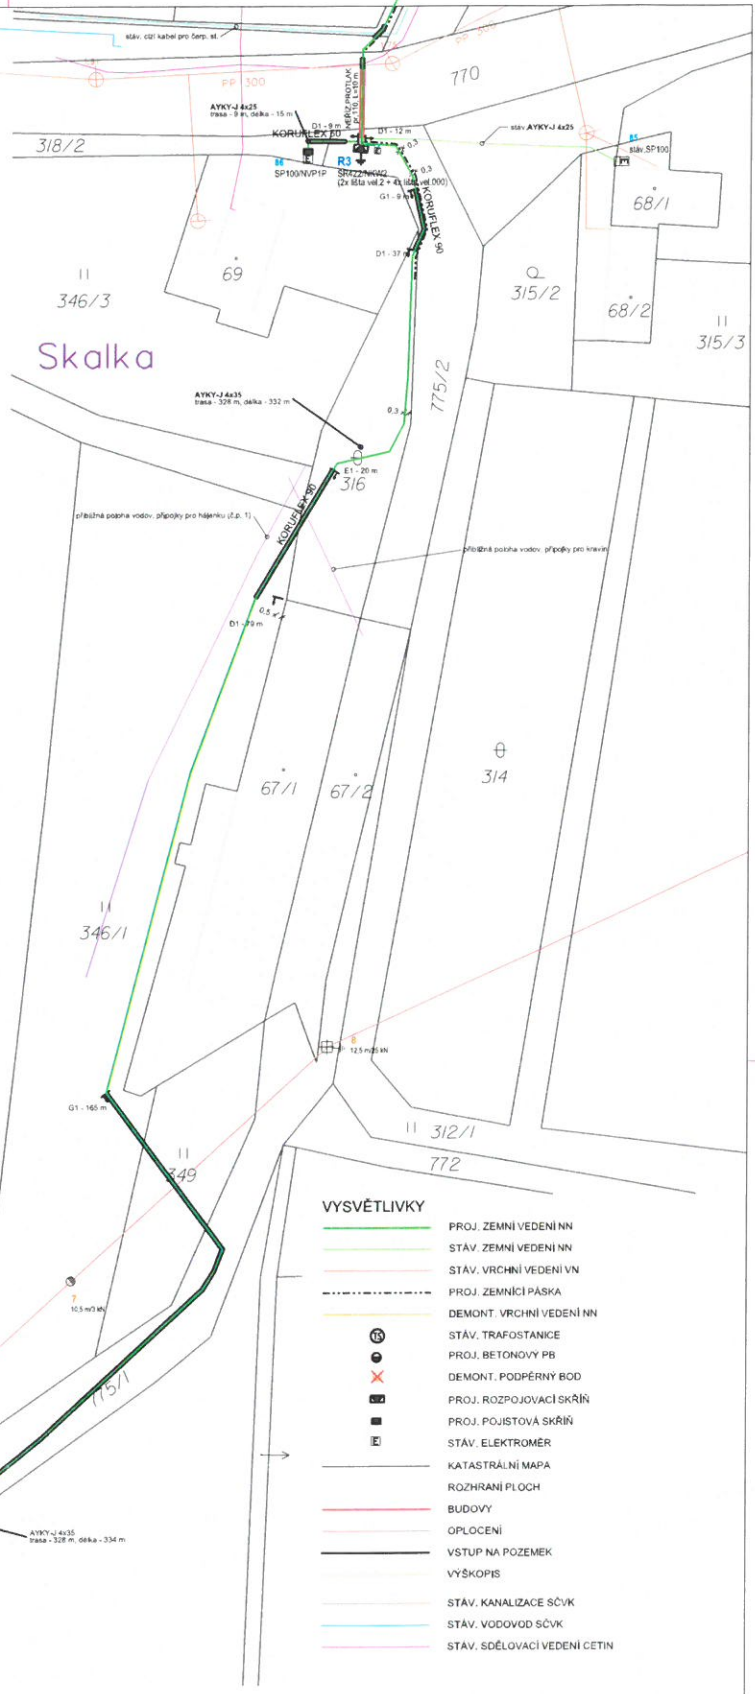 stáv. cizí kabel pro čerp. st.
PP 300
PP 300
770
AYKY-J 4x25
trasa - 9 m, délka - 15 m
NEŘÍZ.PROTLAK
pr.110, L=10 m
D1 - 9 m
KORUFLEX 50
D1 - 12 m
stáv.AYKY-J 4x25
318/2
E
R3
SP100/NVP1P
SR422/NKW2
(2x lišta vel.2 + 4x lišta vel.000)
E
0,3
0,3
G1 - 9 m
KORUFLEX 90
D1 - 37 m
85
stáv.SP100
E
68/1
69
346/3
315/2
68/2
315/3
Skalka
775/2
AYKY-J 4x35
trasa - 328 m, délka - 332 m
0,3
E1 - 20 m
316
KORUFLEX 90
přibližná poloha vodov. přípojky pro hájenku (č.p. 1)
přibližná poloha vodov. přípojky pro kravín
0,5
D1 - 79 m
314
67/1
67/2
346/1
8
12,5 m/25 kN
G1 - 165 m
312/1
772
349
7
10,5 m/3 kN
775/1
AYKY-J 4x35
trasa - 328 m, délka - 334 m
VYSVĚTLIVKY
PROJ. ZEMNÍ VEDENÍ NN
STÁV. ZEMNÍ VEDENÍ NN
STÁV. VRCHNÍ VEDENÍ VN
PROJ. ZEMNÍCÍ PÁSKA
DEMONT. VRCHNÍ VEDENÍ NN
TS STÁV. TRAFOSTANICE
PROJ. BETONOVÝ PB
DEMONT. PODPĚRNÝ BOD
PROJ. ROZPOJOVACÍ SKŘÍŇ
PROJ. POJISTOVÁ SKŘÍŇ
E STÁV. ELEKTROMĚR
KATASTRÁLNÍ MAPA
ROZHRANÍ PLOCH
BUDOVY
OPLOCENÍ
VSTUP NA POZEMEK
VÝŠKOPIS
STÁV. KANALIZACE SČVK
STÁV. VODOVOD SČVK
STÁV. SDĚLOVACÍ VEDENÍ CETIN